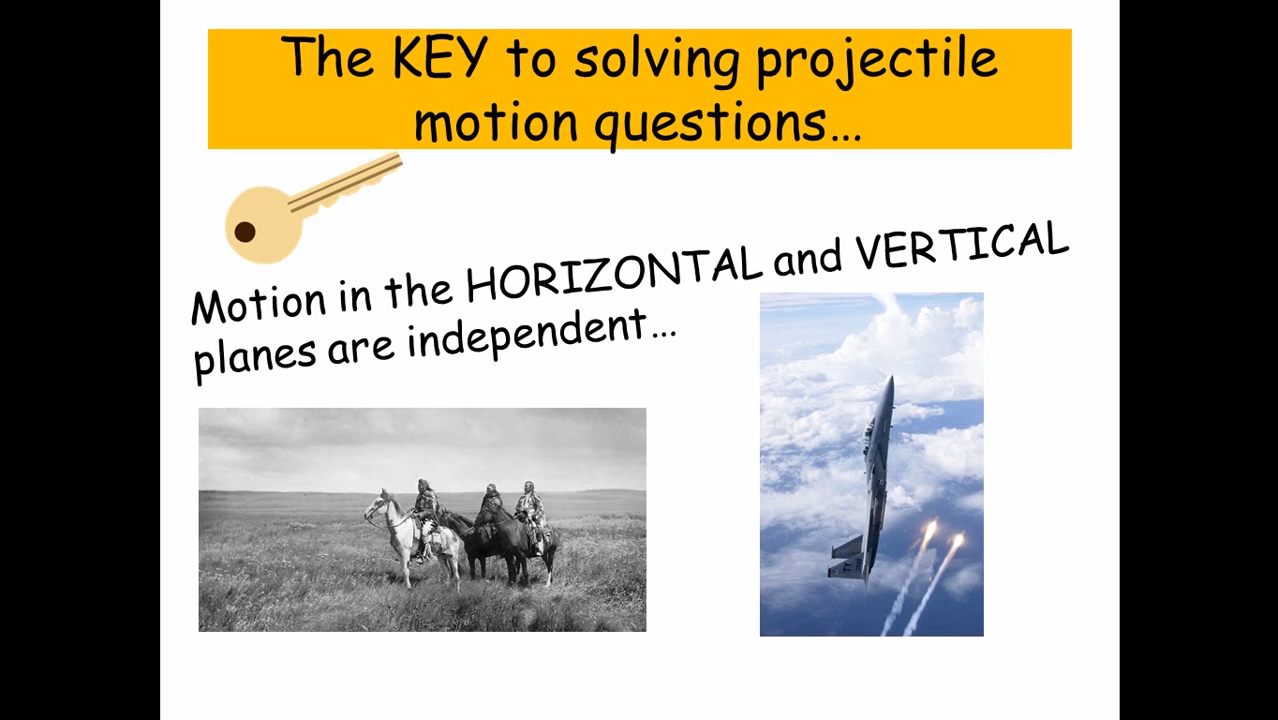 The KEY to solving projectile
motion questions...
Motion in the HORIZONTAL and VERTICAL
planes are independent...